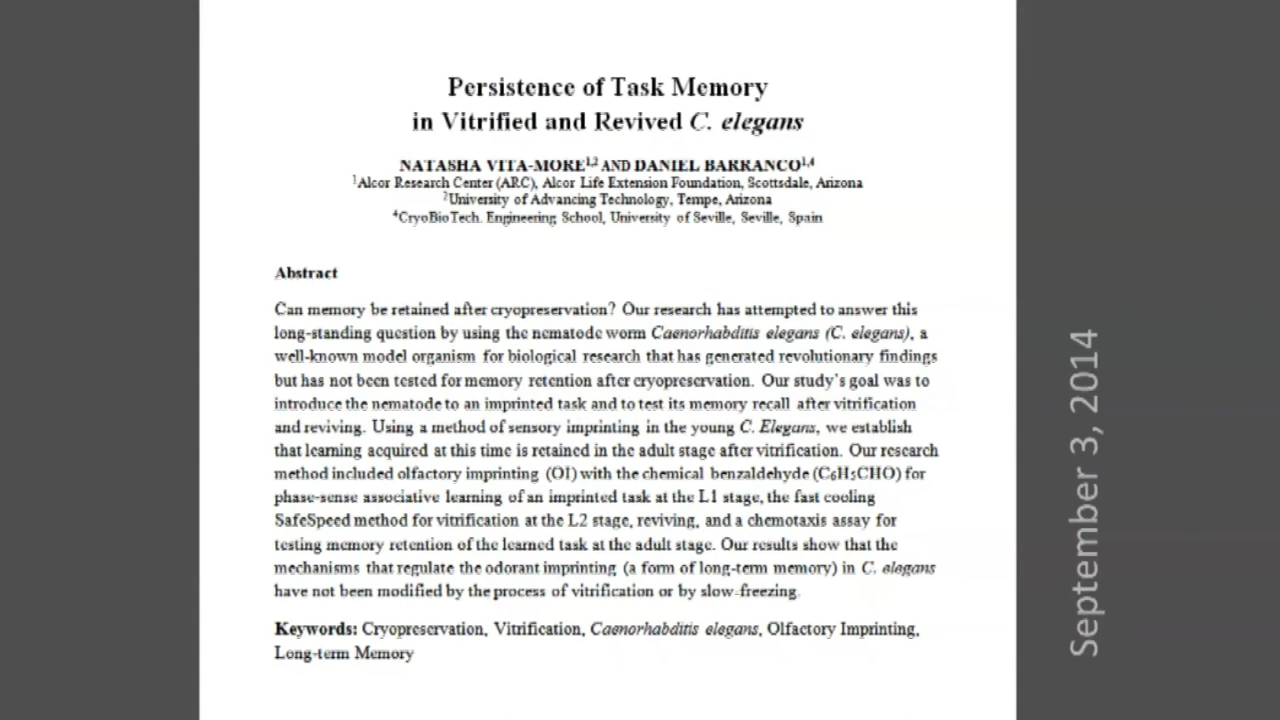 Persistence of Task Memory
in Vitrified and Revived C. elegans
NATASHA VITA-MORE1,2 AND DANIEL BARRANCO1,4
1Alcor Research Center (ARC), Alcor Life Extension Foundation, Scottsdale, Arizona
2University of Advancing Technology, Tempe, Arizona
4CryoBioTech. Engineering School, University of Seville, Seville, Spain
Abstract
Can memory be retained after cryopreservation? Our research has attempted to answer this
long-standing question by using the nematode worm Caenorhabditis elegans (C. elegans), a
well-known model organism for biological research that has generated revolutionary findings
but has not been tested for memory retention after cryopreservation. Our study's goal was to
introduce the nematode to an imprinted task and to test its memory recall after vitrification
and reviving. Using a method of sensory imprinting in the young C. Elegans, we establish
that learning acquired at this time is retained in the adult stage after vitrification. Our research
method included olfactory imprinting (OI) with the chemical benzaldehyde (C₆H₅CHO) for
phase-sense associative learning of an imprinted task at the L1 stage, the fast cooling
SafeSpeed method for vitrification at the L2 stage, reviving, and a chemotaxis assay for
testing memory retention of the learned task at the adult stage. Our results show that the
mechanisms that regulate the odorant imprinting (a form of long-term memory) in C. elegans
have not been modified by the process of vitrification or by slow-freezing.
Keywords: Cryopreservation, Vitrification, Caenorhabditis elegans, Olfactory Imprinting,
Long-term Memory
September 3, 2014